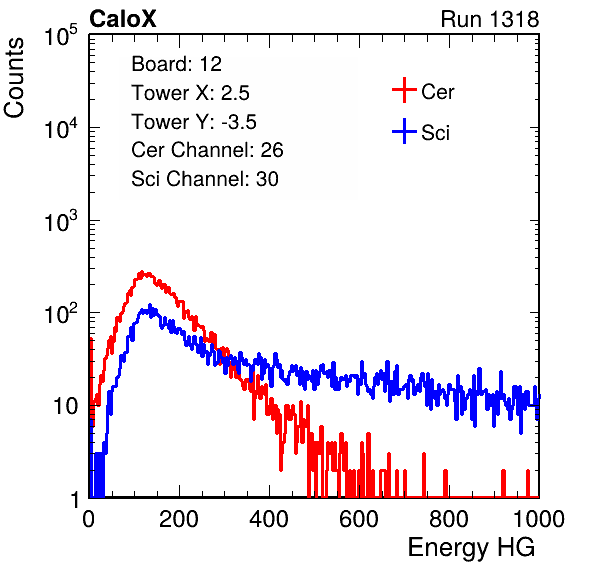 CaloX Run 1318
Counts
Board: 12
Tower X: 2.5
Tower Y: -3.5
Cer Channel: 26
Sci Channel: 30
Cer
Sci
10^5
10^4
10^3
10^2
10
1
0 200 400 600 800 1000
Energy HG